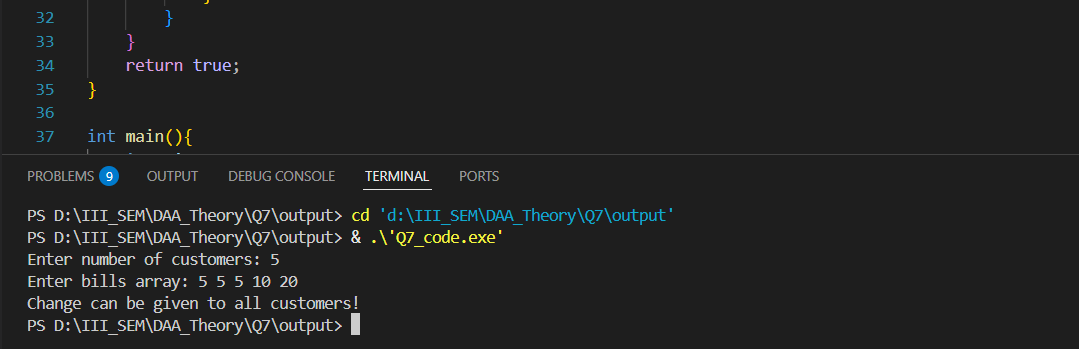 32 }
33 }
34 return true;
35 }
36
37 int main(){
PROBLEMS 9 OUTPUT DEBUG CONSOLE TERMINAL PORTS
PS D:\III_SEM\DAA_Theory\Q7\output> cd 'd:\III_SEM\DAA_Theory\Q7\output'
PS D:\III_SEM\DAA_Theory\Q7\output> & .\'Q7_code.exe'
Enter number of customers: 5
Enter bills array: 5 5 5 10 20
Change can be given to all customers!
PS D:\III_SEM\DAA_Theory\Q7\output>